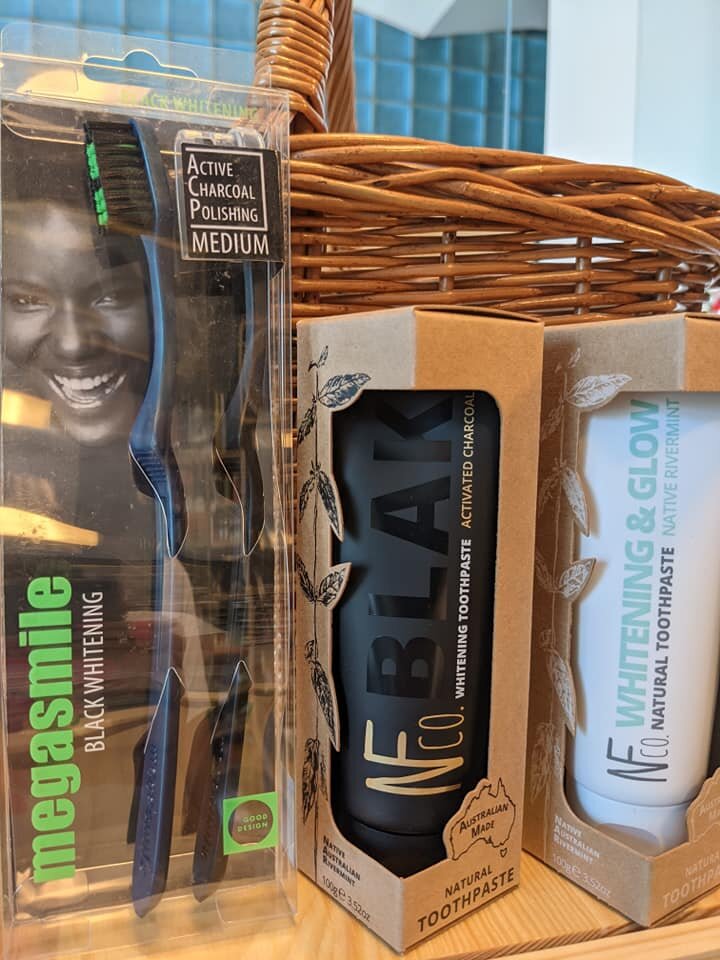 BLACK WHITENING
ACTIVE
CHARCOAL
POLISHING
MEDIUM
megasmile
BLACK WHITENING
GOOD
DESIGN
BLAK
NF CO. WHITENING TOOTHPASTE ACTIVATED CHARCOAL
AUSTRALIAN
MADE
NATIVE
AUSTRALIAN
RIVERMINT
100g e 3.52oz
NATURAL
TOOTHPASTE
WHITENING & GLOW
NF CO. NATURAL TOOTHPASTE NATIVE RIVERMINT
NATIVE
AUSTRALIAN
RIVERMINT
100g e 3.52oz
NATURAL
TOOTHPASTE